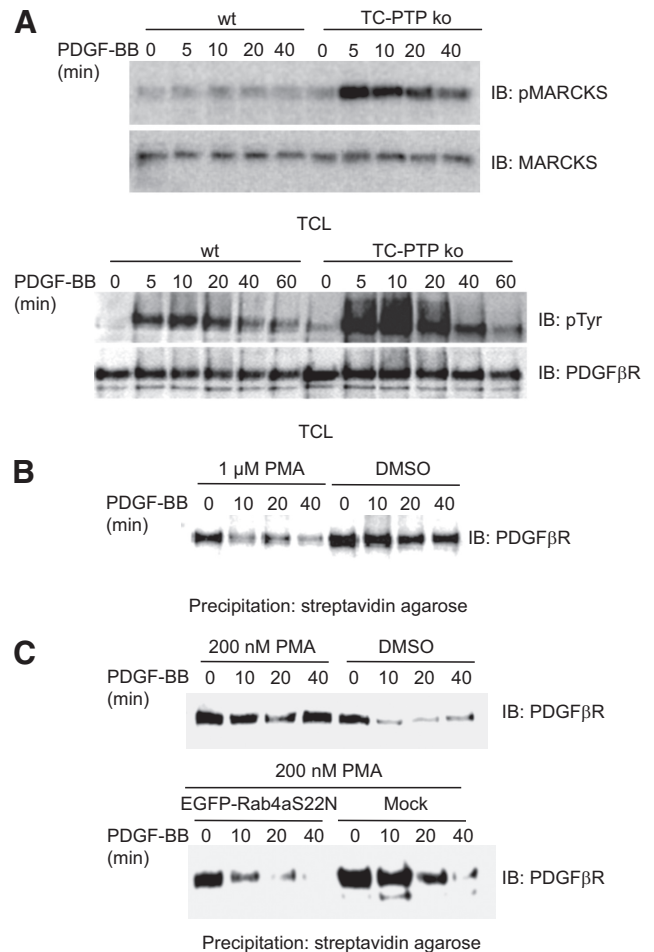 A
wt TC-PTP ko
PDGF-BB 0 5 10 20 40 0 5 10 20 40
(min)
IB: pMARCKS
IB: MARCKS
TCL
wt TC-PTP ko
PDGF-BB 0 5 10 20 40 60 0 5 10 20 40 60
(min)
IB: pTyr
IB: PDGFβR
TCL
B
1 µM PMA DMSO
PDGF-BB 0 10 20 40 0 10 20 40
(min)
IB: PDGFβR
Precipitation: streptavidin agarose
C
200 nM PMA DMSO
PDGF-BB 0 10 20 40 0 10 20 40
(min)
IB: PDGFβR
200 nM PMA
EGFP-Rab4aS22N Mock
PDGF-BB 0 10 20 40 0 10 20 40
(min)
IB: PDGFβR
Precipitation: streptavidin agarose